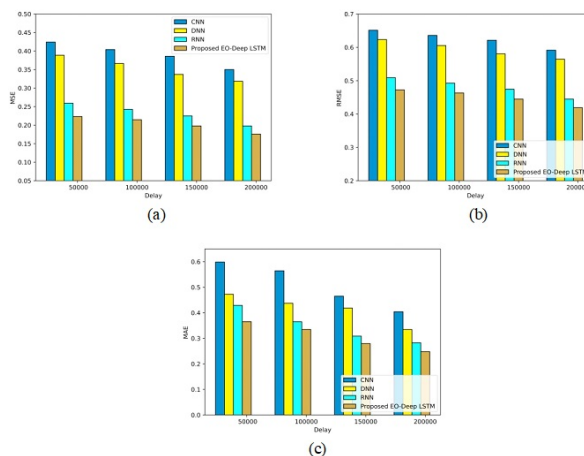 0.50
0.45
0.40
0.35
0.30
0.25
0.20
0.15
0.10
0.05
MSE
CNN
DNN
RNN
Proposed EO-Deep LSTM
50000 100000 150000 200000
Delay
(a)
0.7
0.6
0.5
0.4
0.3
0.2
RMSE
CNN
DNN
RNN
Proposed EO-Deep LSTM
50000 100000 150000 200000
Delay
(b)
0.6
0.5
0.4
0.3
0.2
0.1
0.0
MAE
CNN
DNN
RNN
Proposed EO-Deep LSTM
50000 100000 150000 200000
Delay
(c)